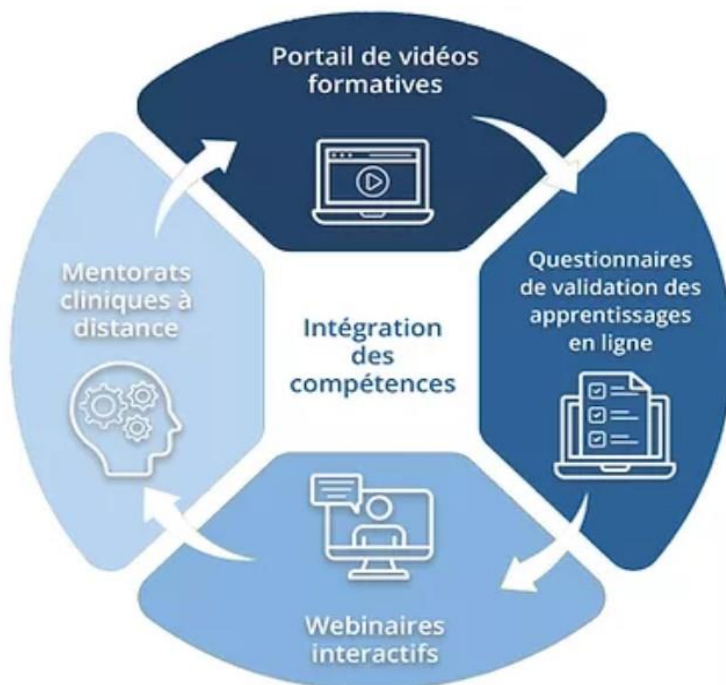 Portail de vidéos
formatives
Questionnaires
de validation des
apprentissages
en ligne
Webinaires
interactifs
Mentorats
cliniques à
distance
Intégration
des
compétences